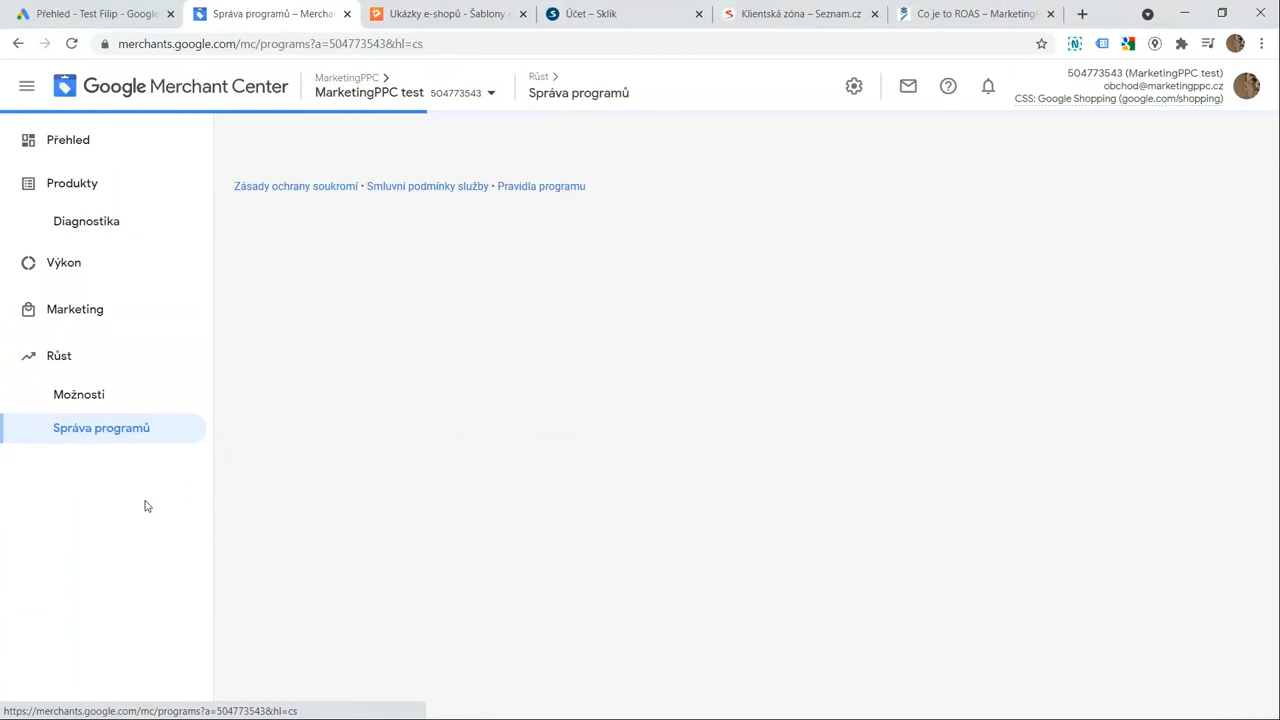 Přehled - Test Filip - Google
Správa programů – Mercha
Ukázky e-shopů - Šablony e
Účet – Sklik
Klientská zóna – Seznam.cz
Co je to ROAS - Marketing
merchants.google.com/mc/programs?a=504773543&hl=cs
Google Merchant Center
MarketingPPC
MarketingPPC test 504773543
Růst
Správa programů
504773543 (MarketingPPC test)
obchod@marketingppc.cz
CSS: Google Shopping (google.com/shopping)
Přehled
Produkty
Diagnostika
Výkon
Marketing
Růst
Možnosti
Správa programů
Zásady ochrany soukromí • Smluvní podmínky služby • Pravidla programu
https://merchants.google.com/mc/programs?a=504773543&hl=cs